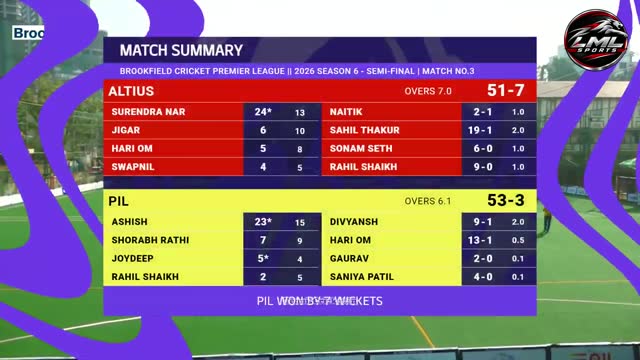 Broo
LML
SPORTS
MATCH SUMMARY
BROOKFIELD CRICKET PREMIER LEAGUE || 2026 SEASON 6 - SEMI-FINAL | MATCH NO.3
ALTIUS OVERS 7.0 51-7
SURENDRA NAR 24* 13 NAITIK 2-1 1.0
JIGAR 6 10 SAHIL THAKUR 19-1 2.0
HARI OM 5 8 SONAM SETH 6-0 1.0
SWAPNIL 4 5 RAHIL SHAIKH 9-0 1.0
PIL OVERS 6.1 53-3
ASHISH 23* 15 DIVYANSH 9-1 2.0
SHORABH RATHI 7 9 HARI OM 13-1 0.5
JOYDEEP 5* 4 GAURAV 2-0 0.1
RAHIL SHAIKH 2 5 SANIYA PATIL 4-0 0.1
PIL WON BY 7 WICKETS